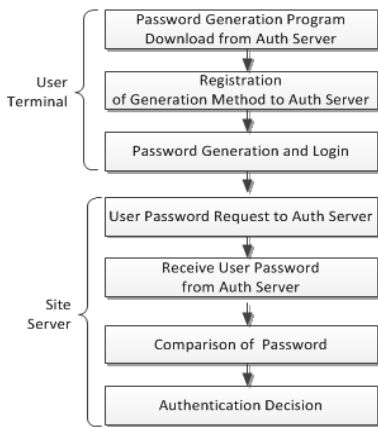 Password Generation Program
Download from Auth Server
User
Terminal
Registration
of Generation Method to Auth Server
Password Generation and Login
User Password Request to Auth Server
Receive User Password
from Auth Server
Site
Server
Comparison of Password
Authentication Decision